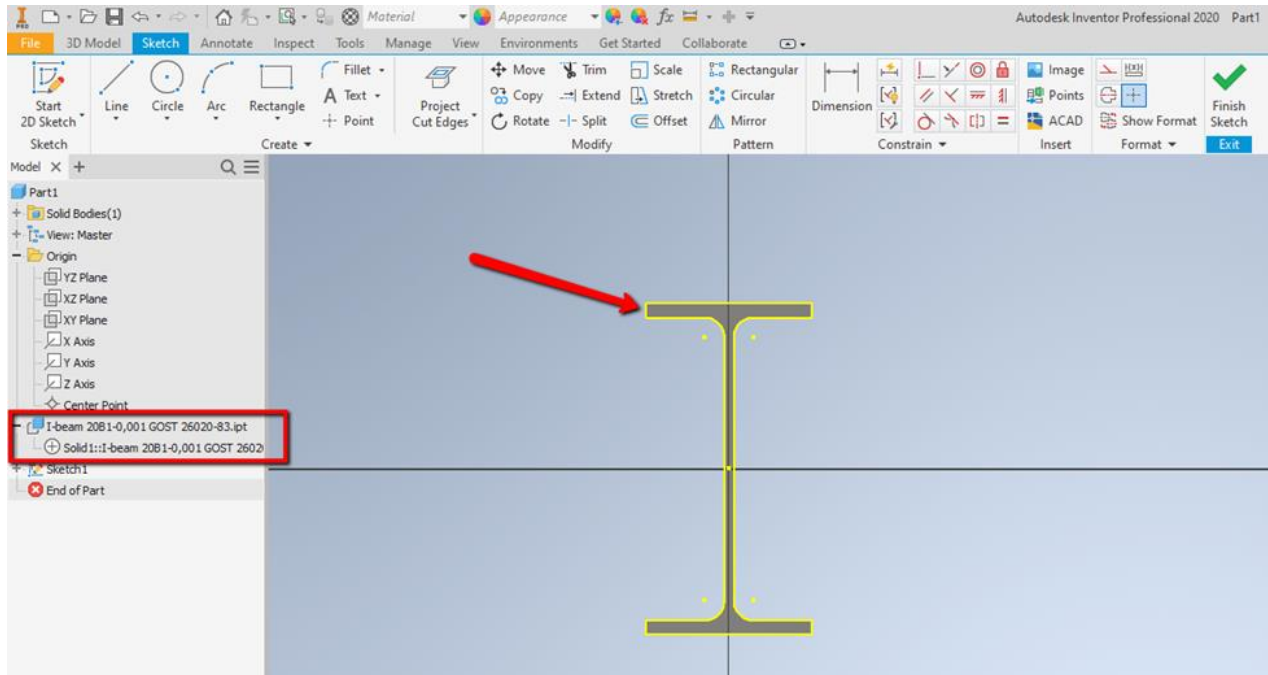 PRO Material Appearance fx Autodesk Inventor Professional 2020 Part1
File 3D Model Sketch Annotate Inspect Tools Manage View Environments Get Started Collaborate
Fillet Move Trim Scale Rectangular Image
Text Copy Extend Stretch Circular Points
Start 2D Sketch Line Circle Arc Rectangle Project Cut Edges Dimension Finish Sketch
Point Rotate Split Offset Mirror ACAD Show Format
Sketch Create Modify Pattern Constrain Insert Format Exit
Model
Part1
Solid Bodies(1)
View: Master
Origin
YZ Plane
XZ Plane
XY Plane
X Axis
Y Axis
Z Axis
Center Point
I-beam 20B1-0,001 GOST 26020-83.ipt
Solid1::I-beam 20B1-0,001 GOST 2602
Sketch1
End of Part